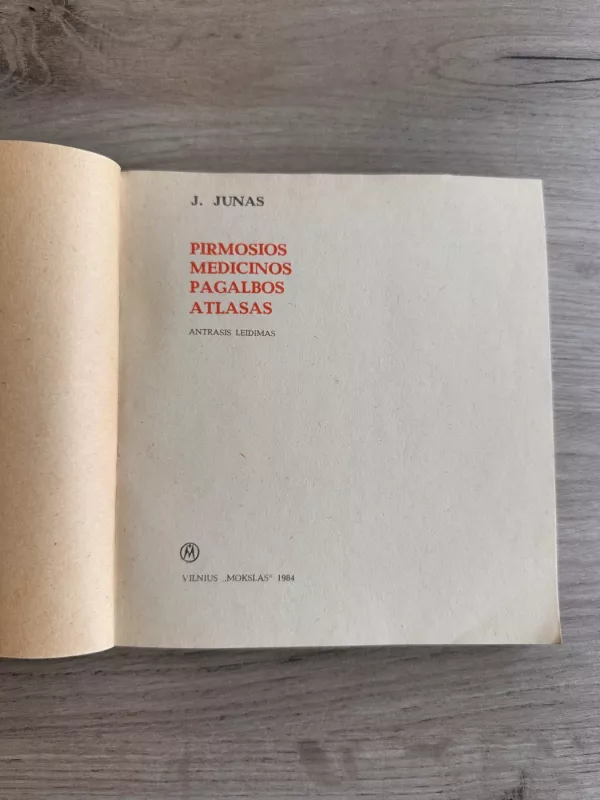 J. JUNAS
PIRMOSIOS
MEDICINOS
PAGALBOS
ATLASAS
ANTRASIS LEIDIMAS
M
VILNIUS „MOKSLAS“ 1984